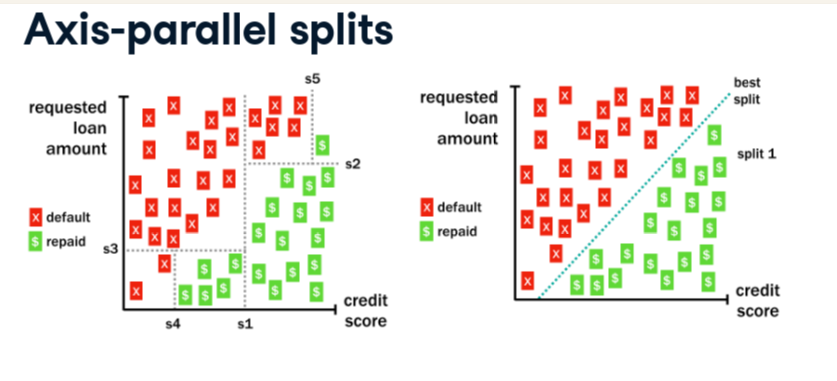 Axis-parallel splits
s5
requested
loan
amount
s2
x default
$ repaid
s3
credit
score
s4
s1
requested
loan
amount
best
split
split 1
x default
$ repaid
credit
score